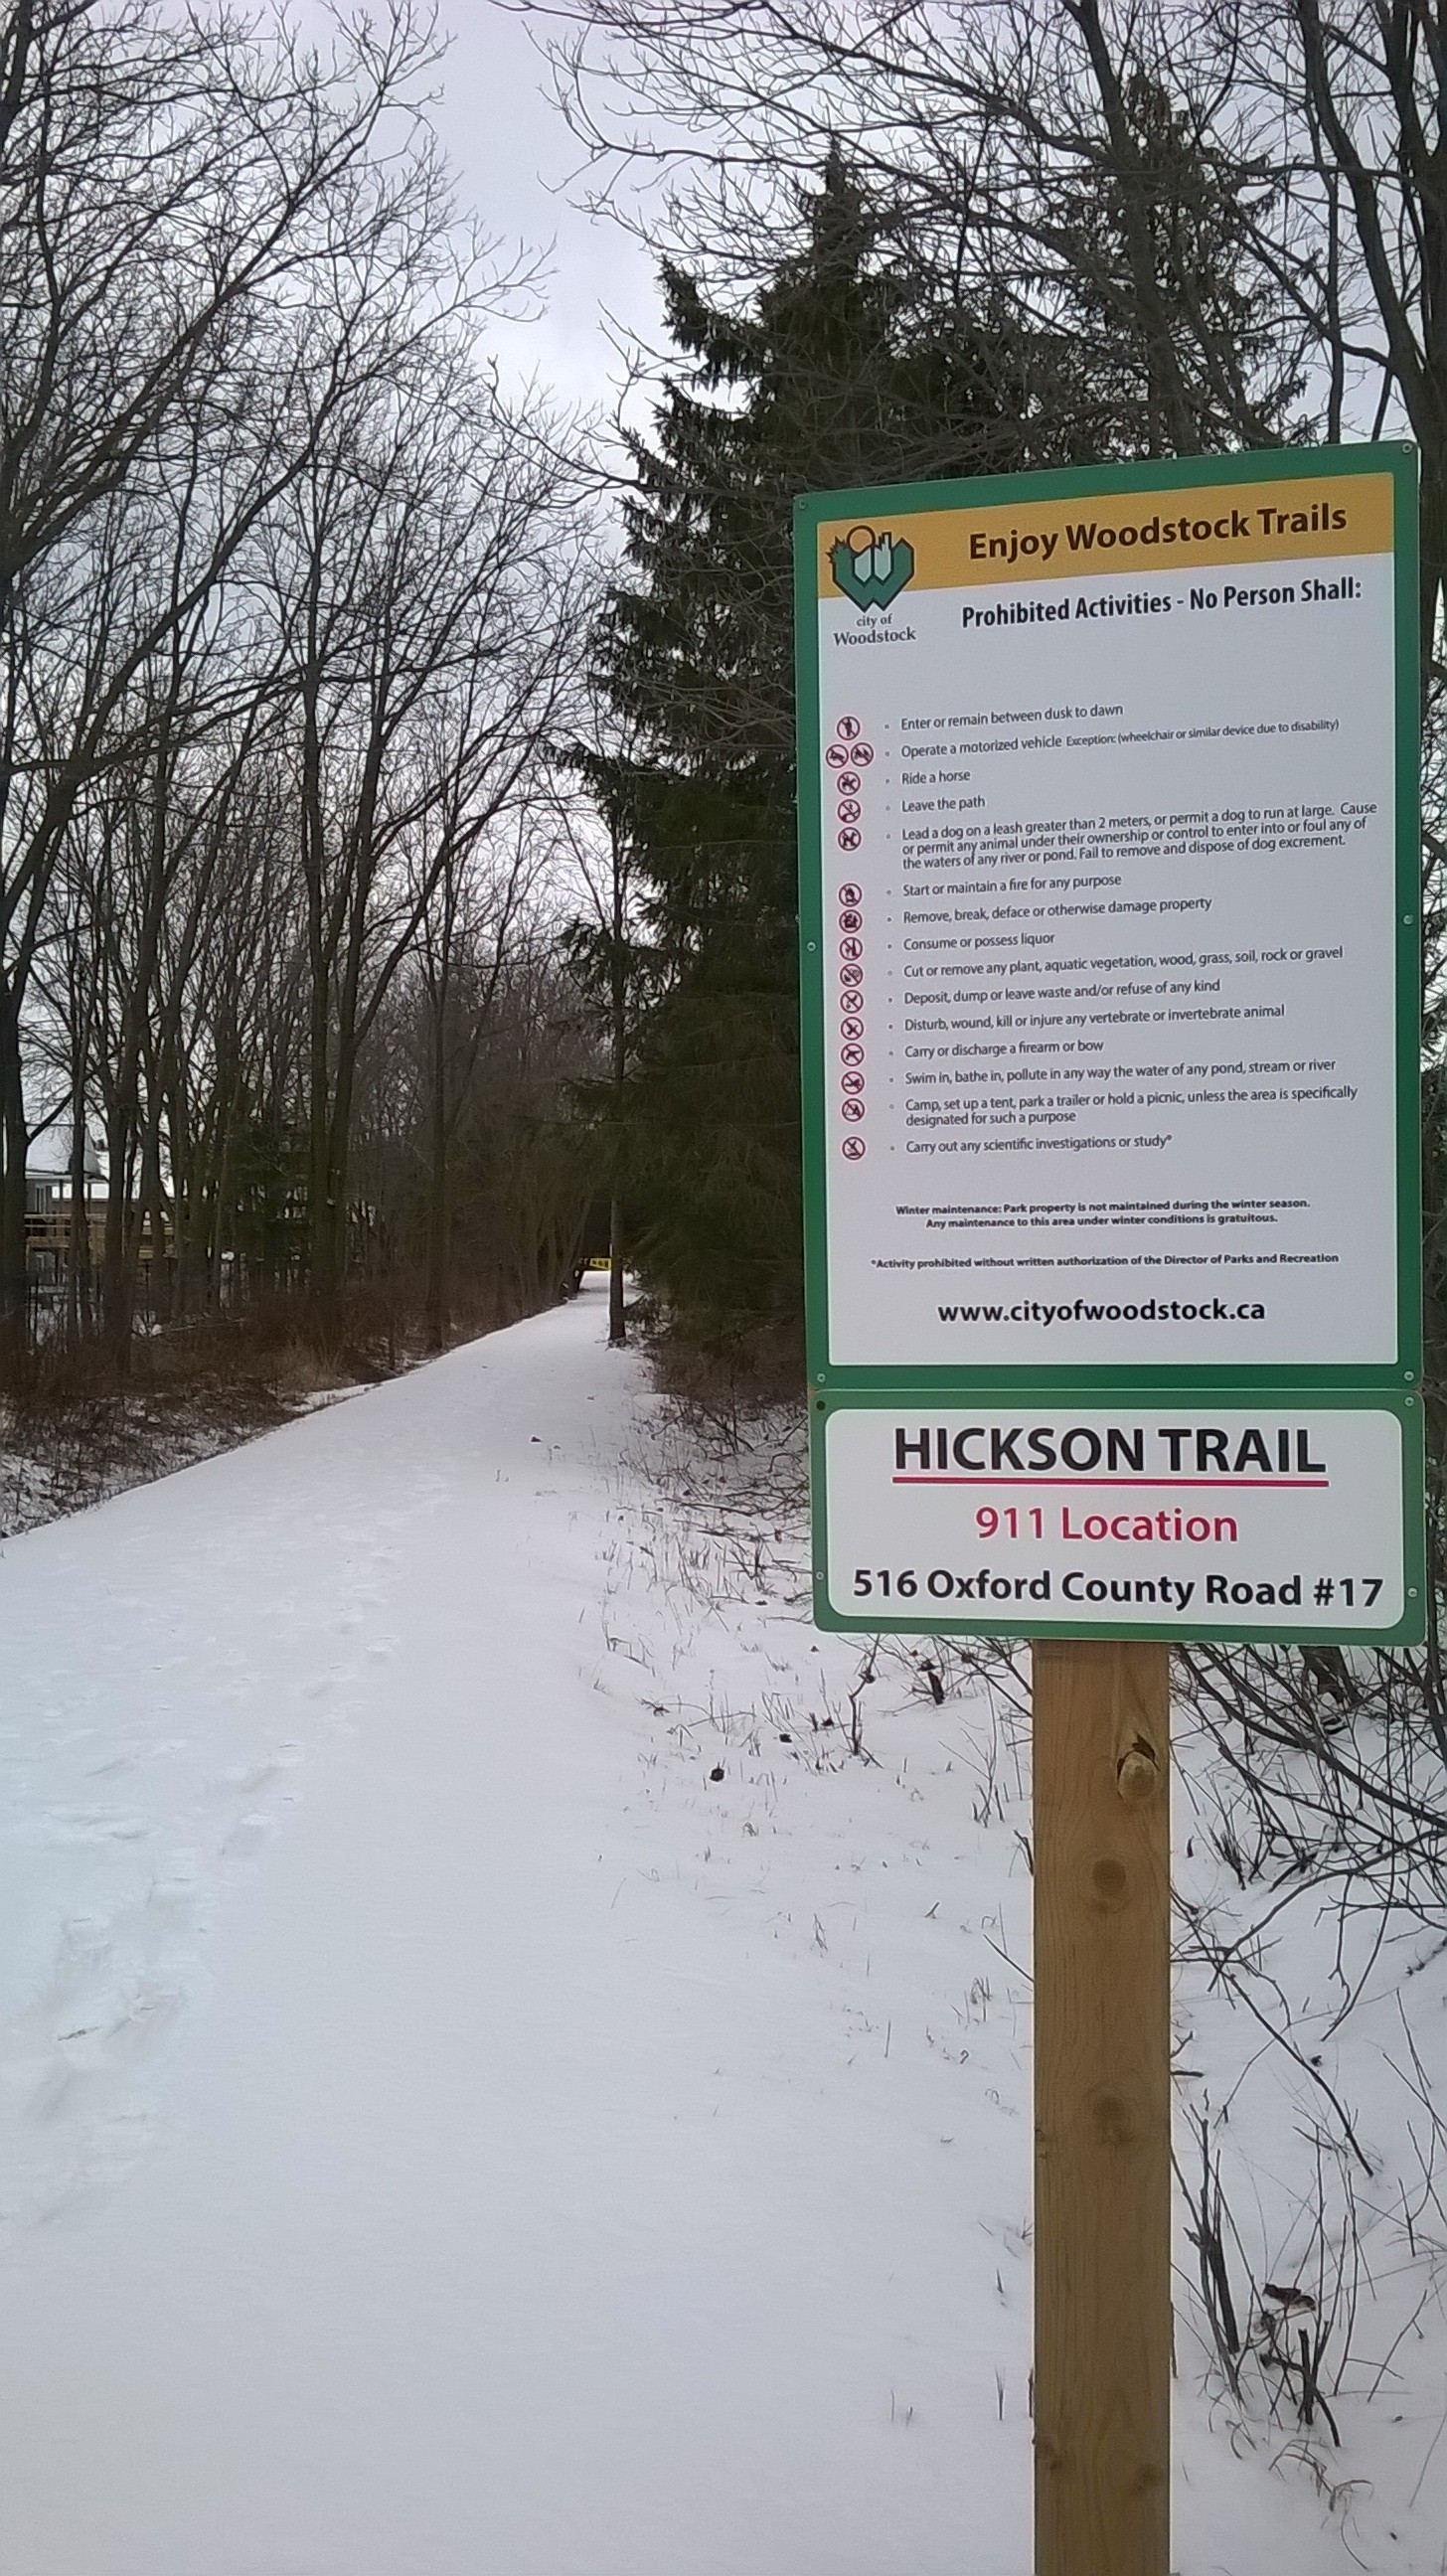 Enjoy Woodstock Trails
city of
Woodstock
Prohibited Activities - No Person Shall:
• Enter or remain between dusk to dawn
• Operate a motorized vehicle Exception: (wheelchair or similar device due to disability)
• Ride a horse
• Leave the path
• Lead a dog on a leash greater than 2 meters, or permit a dog to run at large. Cause
or permit any animal under their ownership or control to enter into or foul any of
the waters of any river or pond. Fail to remove and dispose of dog excrement.
• Start or maintain a fire for any purpose
• Remove, break, deface or otherwise damage property
• Consume or possess liquor
• Cut or remove any plant, aquatic vegetation, wood, grass, soil, rock or gravel
• Deposit, dump or leave waste and/or refuse of any kind
• Disturb, wound, kill or injure any vertebrate or invertebrate animal
• Carry or discharge a firearm or bow
• Swim in, bathe in, pollute in any way the water of any pond, stream or river
• Camp, set up a tent, park a trailer or hold a picnic, unless the area is specifically
designated for such a purpose
• Carry out any scientific investigations or study*
Winter maintenance: Park property is not maintained during the winter season.
Any maintenance to this area under winter conditions is gratuitous.
*Activity prohibited without written authorization of the Director of Parks and Recreation
www.cityofwoodstock.ca
HICKSON TRAIL
911 Location
516 Oxford County Road #17